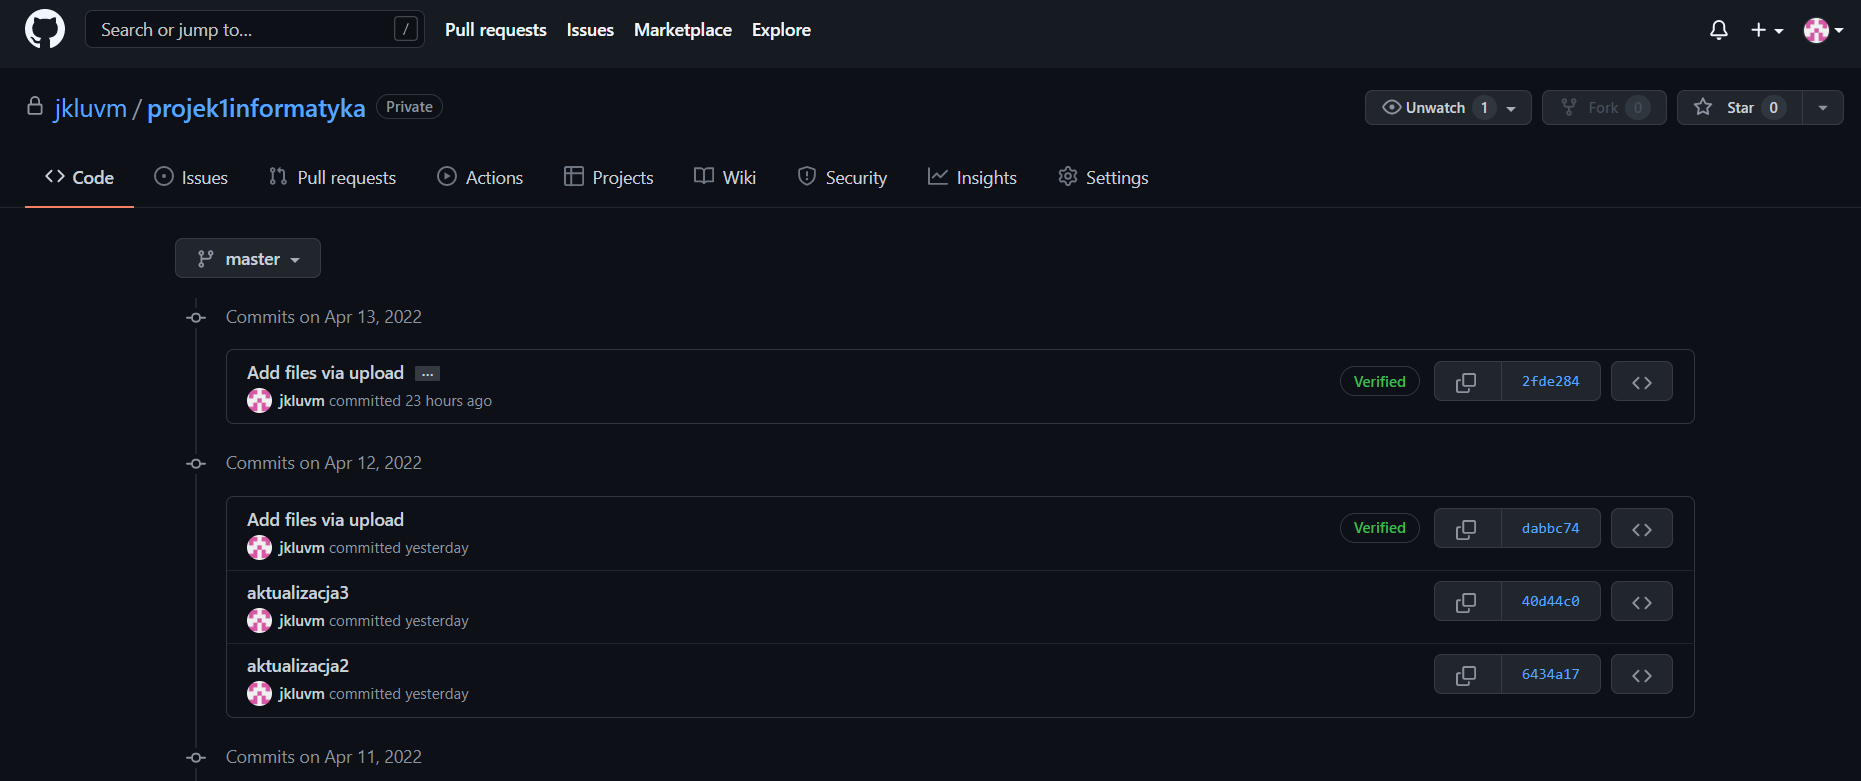 Search or jump to... / Pull requests Issues Marketplace Explore
jkluvm / projek1informatyka Private Unwatch 1 Fork 0 Star 0
Code Issues Pull requests Actions Projects Wiki Security Insights Settings
master
Commits on Apr 13, 2022
Add files via upload ... Verified 2fde284
jkluvm committed 23 hours ago
Commits on Apr 12, 2022
Add files via upload Verified dabbc74
jkluvm committed yesterday
aktualizacja3 40d44c0
jkluvm committed yesterday
aktualizacja2 6434a17
jkluvm committed yesterday
Commits on Apr 11, 2022